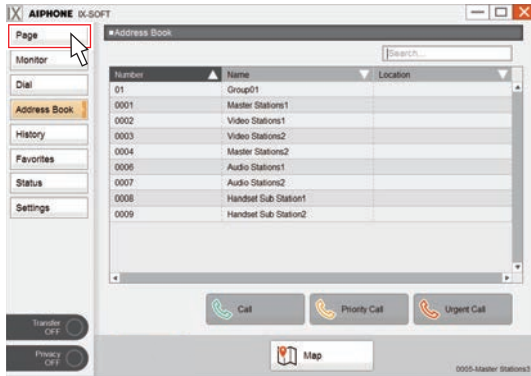 AIPHONE IX-SOFT
Page
Monitor
Dial
Address Book
History
Favorites
Status
Settings
Transfer
OFF
Privacy
OFF
■Address Book
Search...
Number Name Location
01 Group01
0001 Master Stations1
0002 Video Stations1
0003 Video Stations2
0004 Master Stations2
0006 Audio Stations1
0007 Audio Stations2
0008 Handset Sub Station1
0009 Handset Sub Station2
Call
Priority Call
Urgent Call
Map
0005-Master Stations3